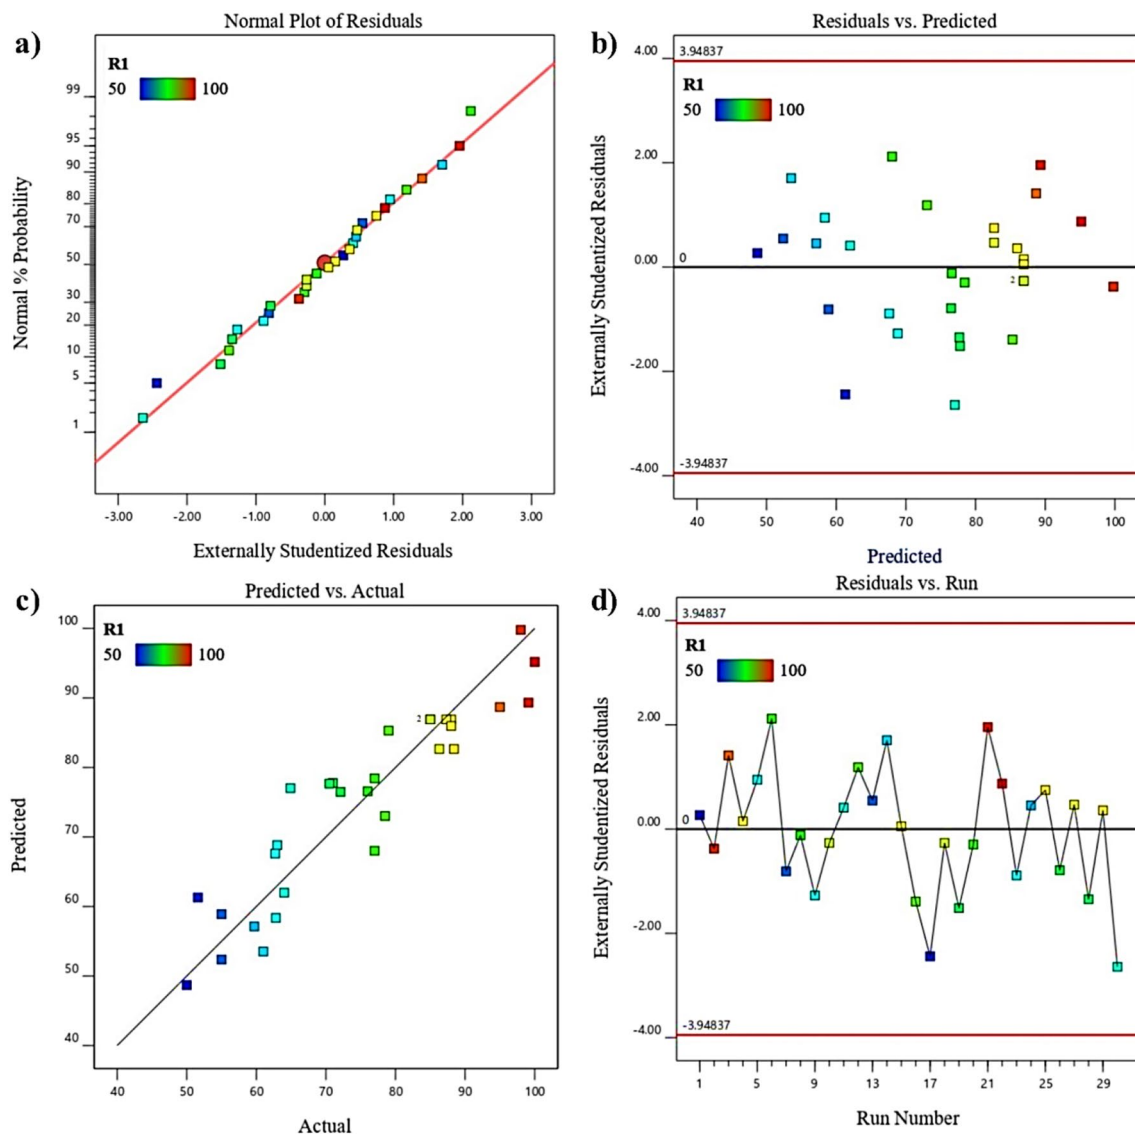 a)
Normal Plot of Residuals
R1
50 100
99
95
90
80
70
50
30
20
10
5
1
Normal % Probability
-3.00 -2.00 -1.00 0.00 1.00 2.00 3.00
Externally Studentized Residuals
b)
Residuals vs. Predicted
4.00
3.94837
R1
50 100
2.00
0.00
0
2
-2.00
-3.94837
-4.00
Externally Studentized Residuals
40 50 60 70 80 90 100
Predicted
c)
Predicted vs. Actual
R1
50 100
100
90
2
80
70
60
50
40
Predicted
40 50 60 70 80 90 100
Actual
d)
Residuals vs. Run
4.00
3.94837
R1
50 100
2.00
0.00
0
-2.00
-3.94837
-4.00
Externally Studentized Residuals
1 5 9 13 17 21 25 29
Run Number